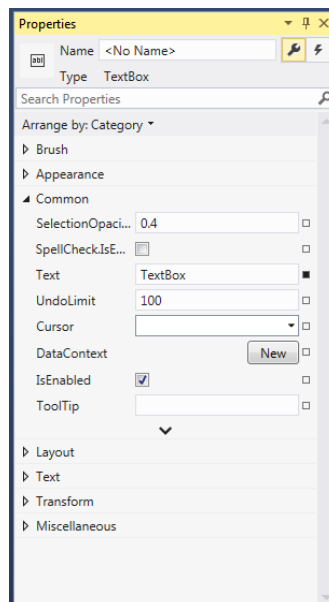 Properties
Name <No Name>
abl
Type TextBox
Search Properties
Arrange by: Category
Brush
Appearance
Common
SelectionOpaci... 0.4
SpellCheck.IsE...
Text TextBox
UndoLimit 100
Cursor
DataContext New
IsEnabled
ToolTip
Layout
Text
Transform
Miscellaneous